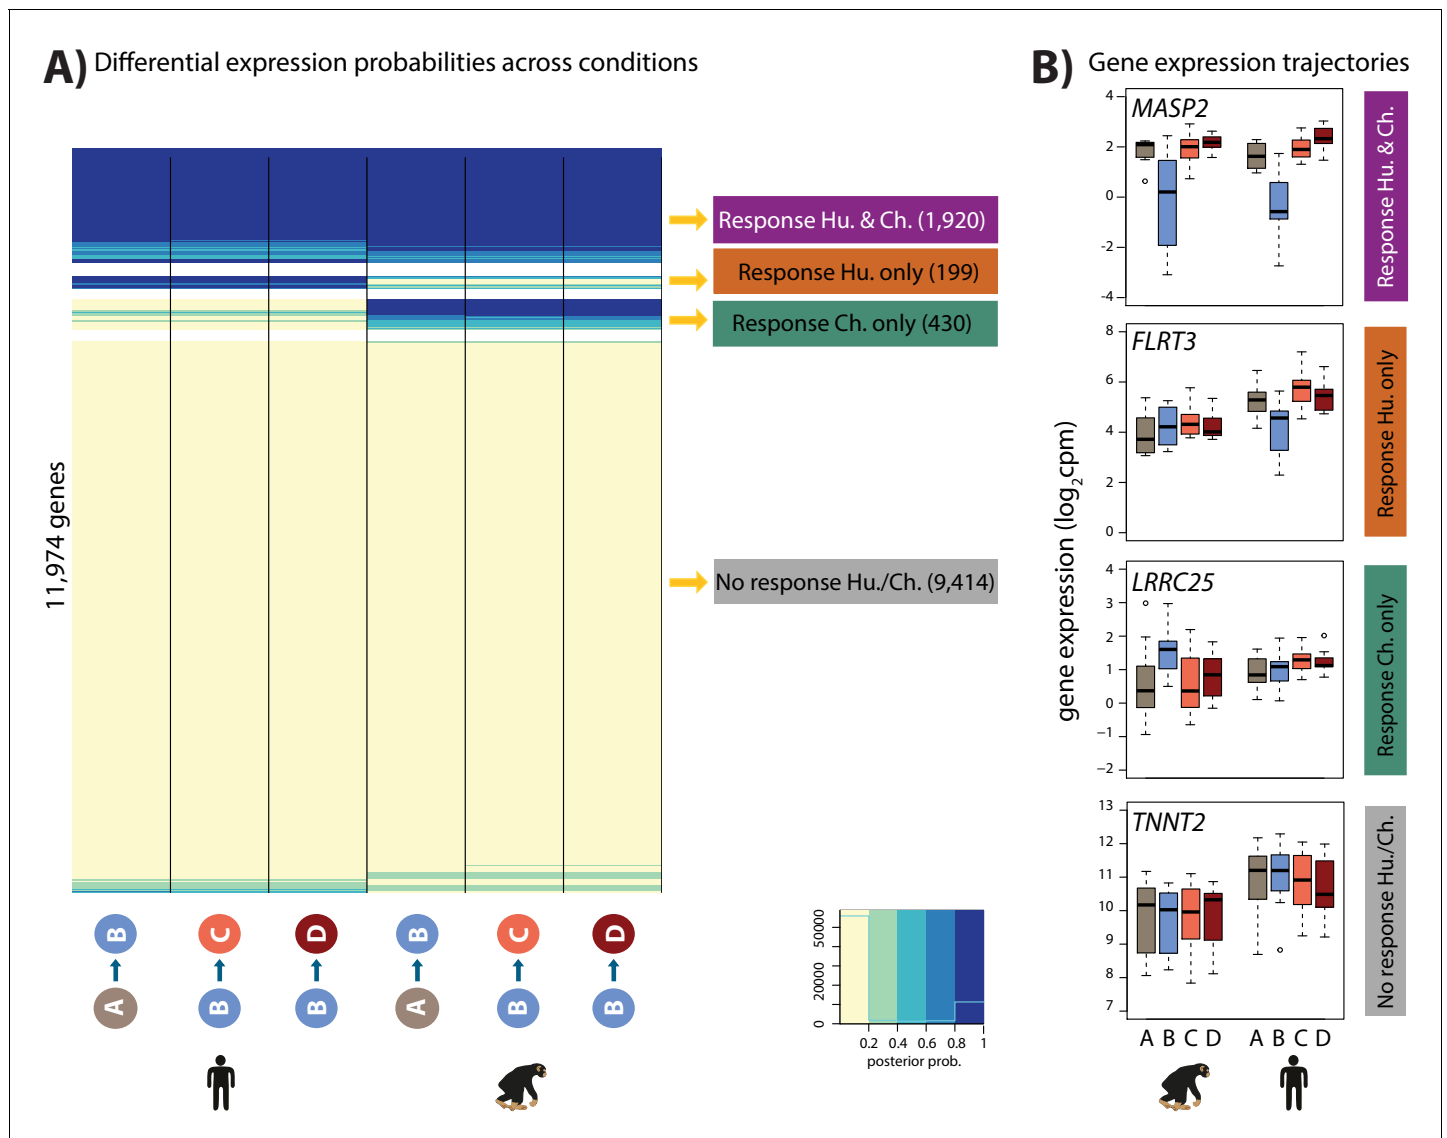 A) Differential expression probabilities across conditions
11,974 genes
Response Hu. & Ch. (1,920)
Response Hu. only (199)
Response Ch. only (430)
No response Hu./Ch. (9,414)
B C D B C D
A B B A B B
0 20000 50000
0.2 0.4 0.6 0.8 1
posterior prob.
B) Gene expression trajectories
gene expression (log2cpm)
MASP2
4
2
0
-2
-4
Response Hu. & Ch.
FLRT3
8
6
4
2
0
Response Hu. only
LRRC25
4
3
2
1
0
−1
−2
Response Ch. only
TNNT2
13
12
11
10
9
8
7
No response Hu./Ch.
A B C D A B C D